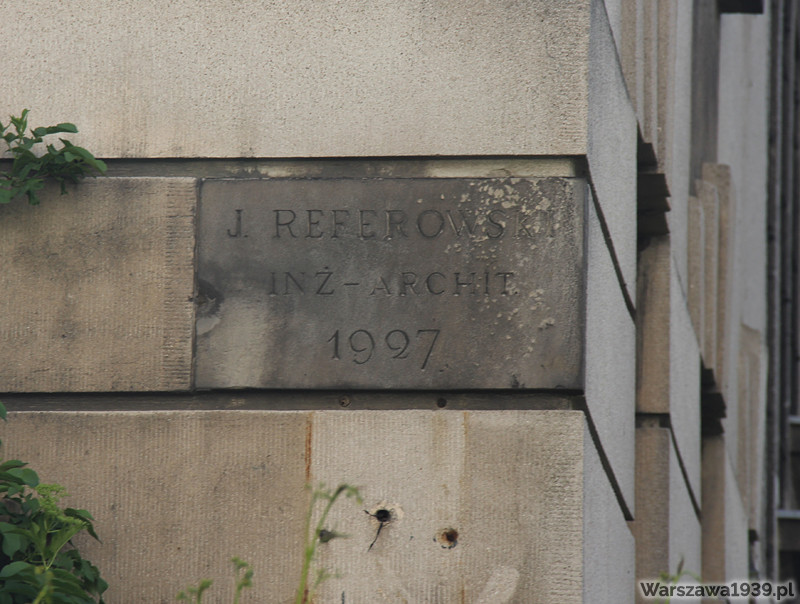 J. REFEROWSKI
INŻ-ARCHIT.
1927.
Warszawa1939.pl